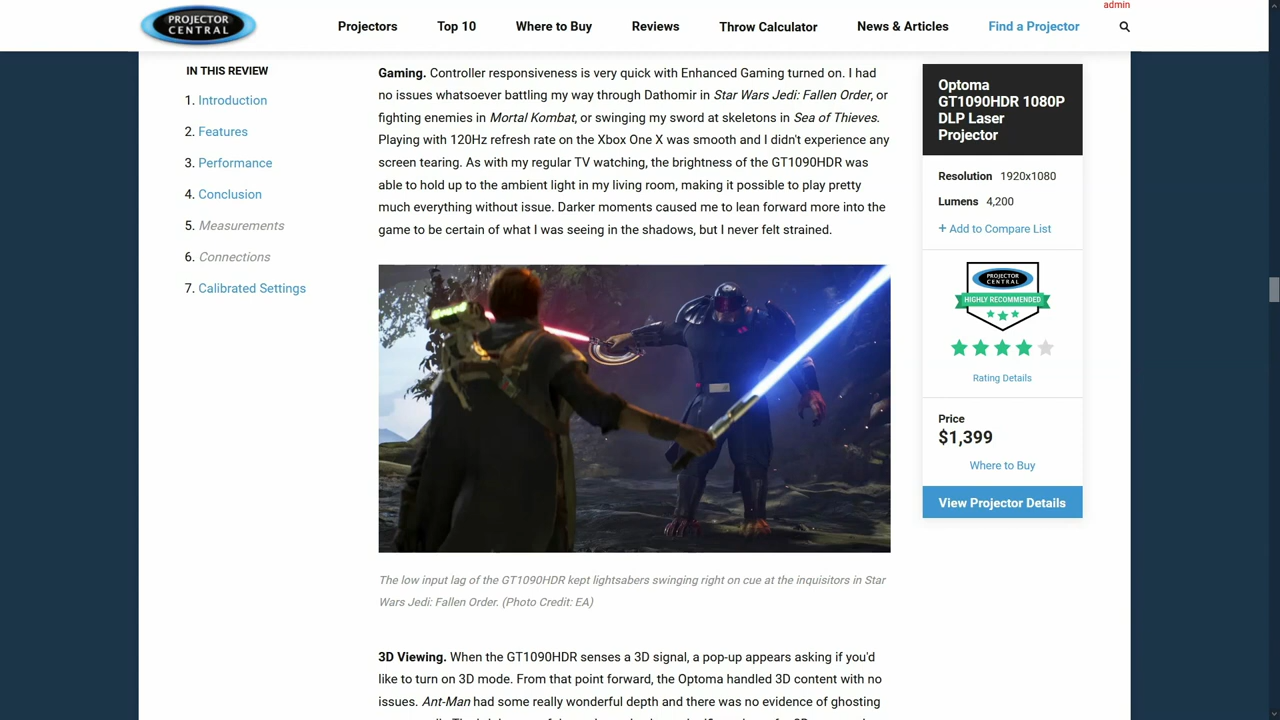 admin
PROJECTOR
CENTRAL
Projectors
Top 10
Where to Buy
Reviews
Throw Calculator
News & Articles
Find a Projector
IN THIS REVIEW
1. Introduction
2. Features
3. Performance
4. Conclusion
5. Measurements
6. Connections
7. Calibrated Settings
Gaming. Controller responsiveness is very quick with Enhanced Gaming turned on. I had
no issues whatsoever battling my way through Dathomir in Star Wars Jedi: Fallen Order, or
fighting enemies in Mortal Kombat, or swinging my sword at skeletons in Sea of Thieves.
Playing with 120Hz refresh rate on the Xbox One X was smooth and I didn't experience any
screen tearing. As with my regular TV watching, the brightness of the GT1090HDR was
able to hold up to the ambient light in my living room, making it possible to play pretty
much everything without issue. Darker moments caused me to lean forward more into the
game to be certain of what I was seeing in the shadows, but I never felt strained.
The low input lag of the GT1090HDR kept lightsabers swinging right on cue at the inquisitors in Star
Wars Jedi: Fallen Order. (Photo Credit: EA)
3D Viewing. When the GT1090HDR senses a 3D signal, a pop-up appears asking if you'd
like to turn on 3D mode. From that point forward, the Optoma handled 3D content with no
issues. Ant-Man had some really wonderful depth and there was no evidence of ghosting
Optoma
GT1090HDR 1080P
DLP Laser
Projector
Resolution 1920x1080
Lumens 4,200
+ Add to Compare List
PROJECTOR
CENTRAL
HIGHLY RECOMMENDED
Rating Details
Price
$1,399
Where to Buy
View Projector Details